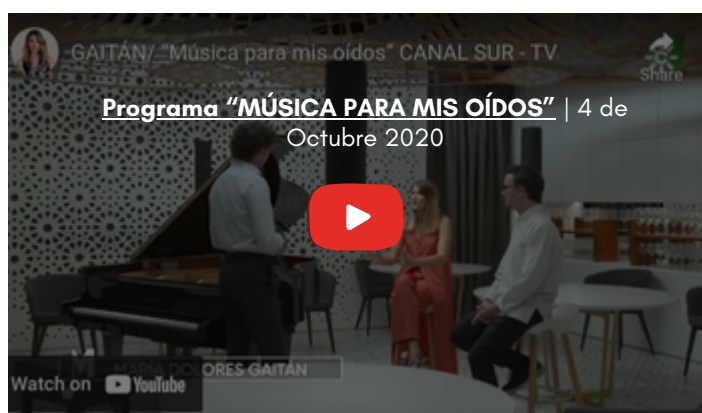 GAITÁN/ “Música para mis oídos” CANAL SUR - TV
Share
Programa “MÚSICA PARA MIS OÍDOS” | 4 de
Octubre 2020
MARÍA DOLORES GAITÁN
Watch on YouTube